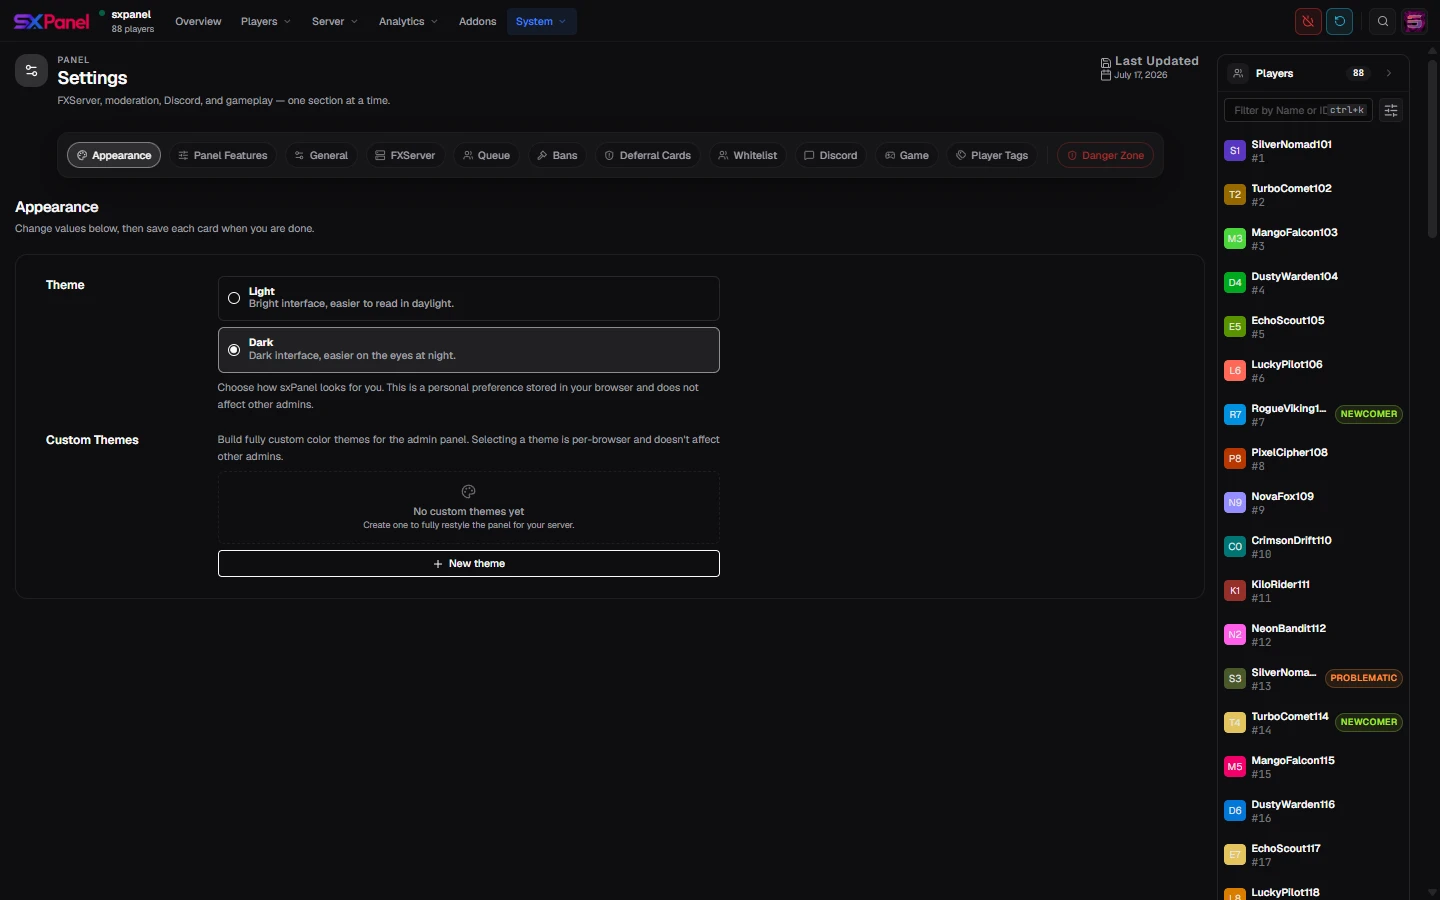 SXPanel
sxpanel
88 players
Overview
Players
Server
Analytics
Addons
System
PANEL
Settings
FXServer, moderation, Discord, and gameplay — one section at a time.
Last Updated
July 17, 2026
Appearance
Panel Features
General
FXServer
Queue
Bans
Deferral Cards
Whitelist
Discord
Game
Player Tags
Danger Zone
Appearance
Change values below, then save each card when you are done.
Theme
Light
Bright interface, easier to read in daylight.
Dark
Dark interface, easier on the eyes at night.
Choose how sxPanel looks for you. This is a personal preference stored in your browser and does not
affect other admins.
Custom Themes
Build fully custom color themes for the admin panel. Selecting a theme is per-browser and doesn't affect
other admins.
No custom themes yet
Create one to fully restyle the panel for your server.
New theme
Players
88
Filter by Name or ID
ctrl+k
S1
SilverNomad101
#1
T2
TurboComet102
#2
M3
MangoFalcon103
#3
D4
DustyWarden104
#4
E5
EchoScout105
#5
L6
LuckyPilot106
#6
R7
RogueViking1...
NEWCOMER
#7
P8
PixelCipher108
#8
N9
NovaFox109
#9
C0
CrimsonDrift110
#10
K1
KiloRider111
#11
N2
NeonBandit112
#12
S3
SilverNoma...
PROBLEMATIC
#13
T4
TurboComet114
NEWCOMER
#14
M5
MangoFalcon115
#15
D6
DustyWarden116
#16
E7
EchoScout117
#17
L8
LuckyPilot118